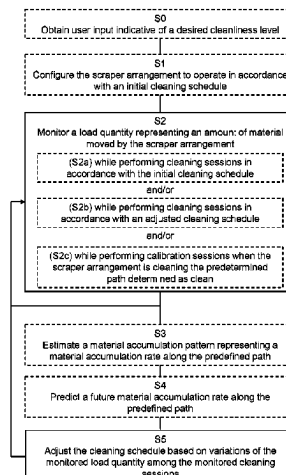 S0
Obtain user input indicative of a desired cleanliness level
S1
Configure the scraper arrangement to operate in accordance
with an initial cleaning schedule
S2
Monitor a load quantity representing an amount of material
moved by the scraper arrangement
(S2a) while performing cleaning sessions in
accordance with the initial cleaning schedule
and/or
(S2b) while performing cleaning sessions in
accordance with an adjusted cleaning schedule
and/or
(S2c) while performing calibration sessions when the
scraper arrangement is cleaning the predetermined
path determined as clean
S3
Estimate a material accumulation pattern representing a
material accumulation rate along the predefined path
S4
Predict a future material accumulation rate along the
predefined path
S5
Adjust the cleaning schedule based on variations of the
monitored load quantity among the monitored cleaning
sessions